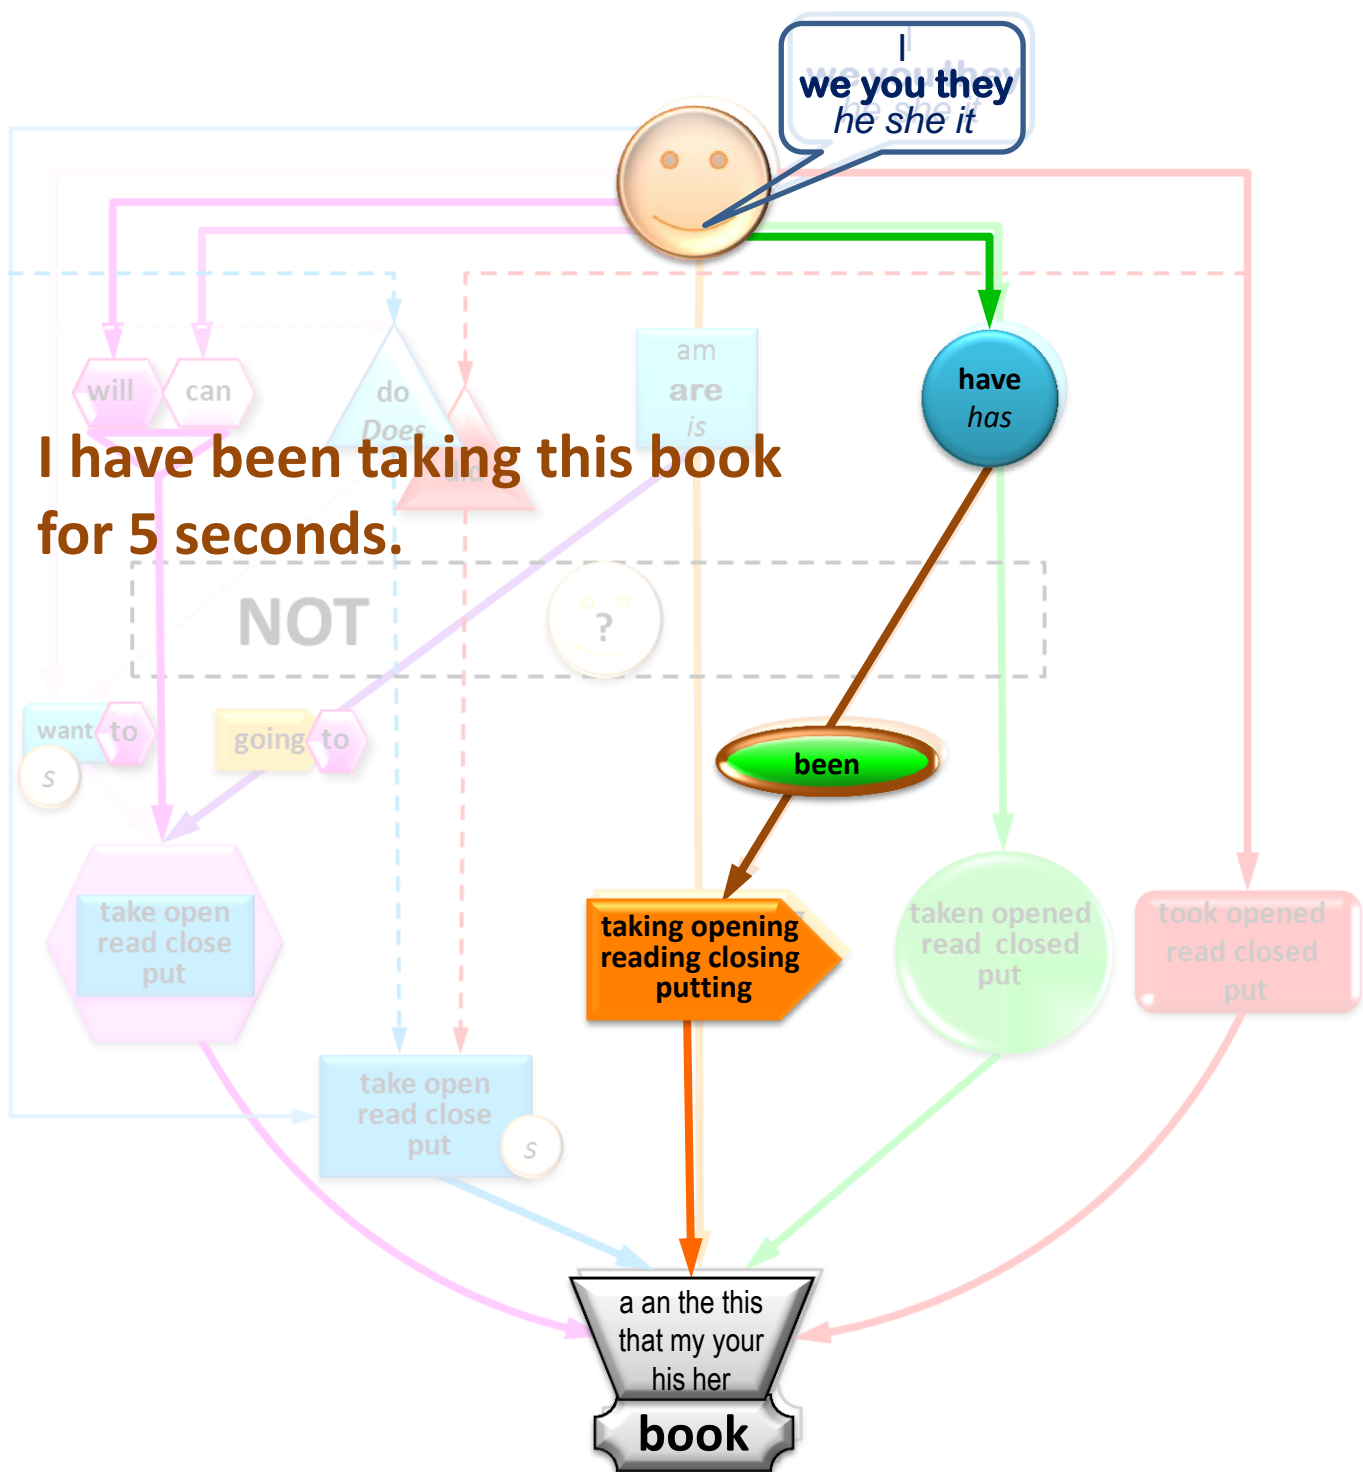 I
we you they
he she it
will
can
do
Does
did
am
are
is
have
has
I have been taking this book
for 5 seconds.
NOT
?
want to
s
going to
been
take open
read close
put
taking opening
reading closing
putting
taken opened
read closed
put
took opened
read closed
put
take open
read close
put
s
a an the this
that my your
his her
book